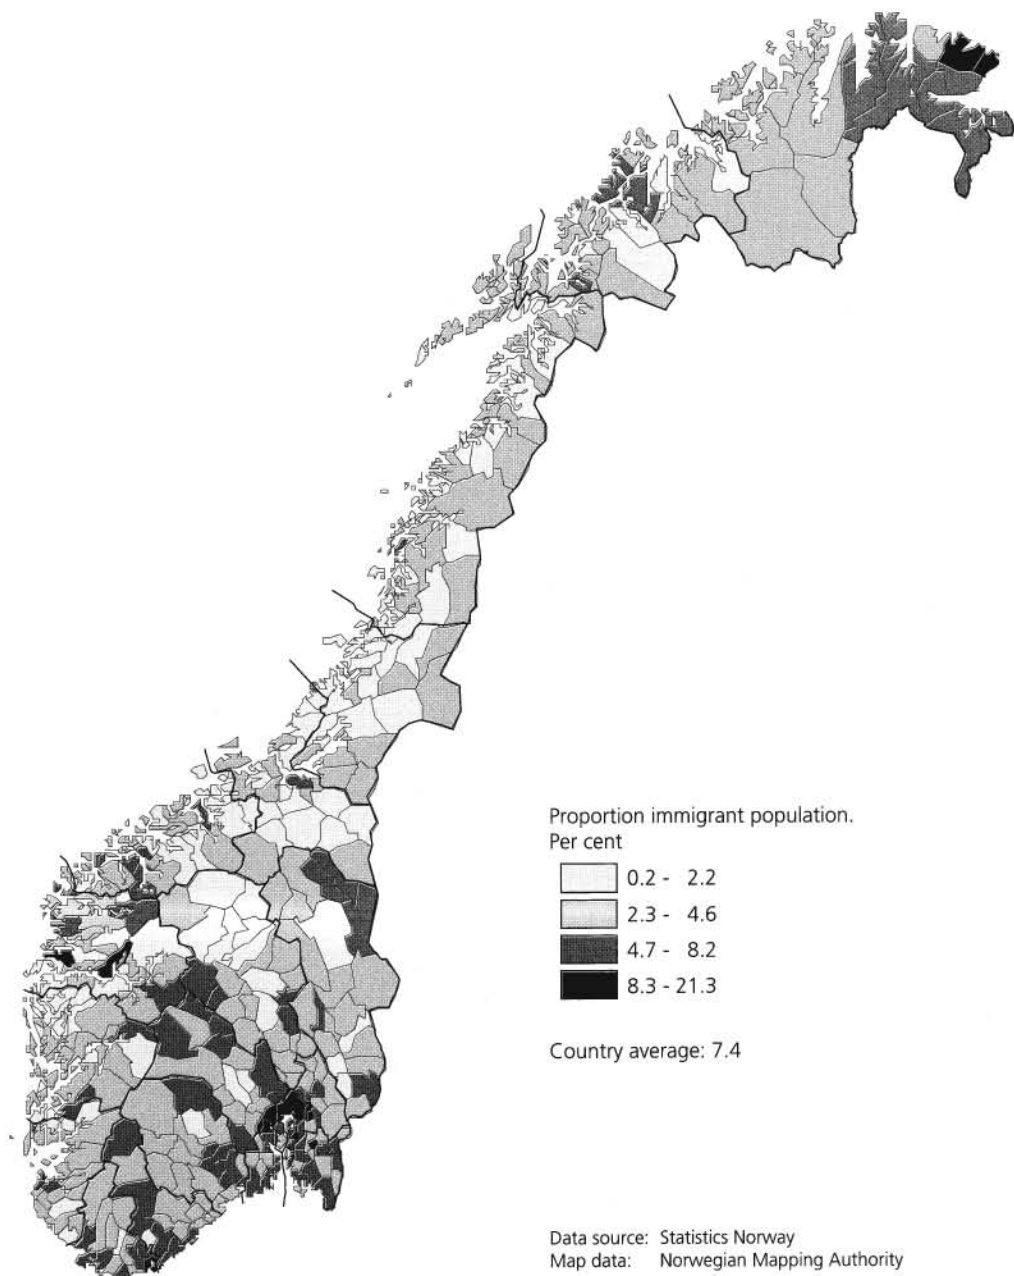 Proportion immigrant population.
Per cent
0.2 - 2.2
2.3 - 4.6
4.7 - 8.2
8.3 - 21.3
Country average: 7.4
Data source: Statistics Norway
Map data: Norwegian Mapping Authority